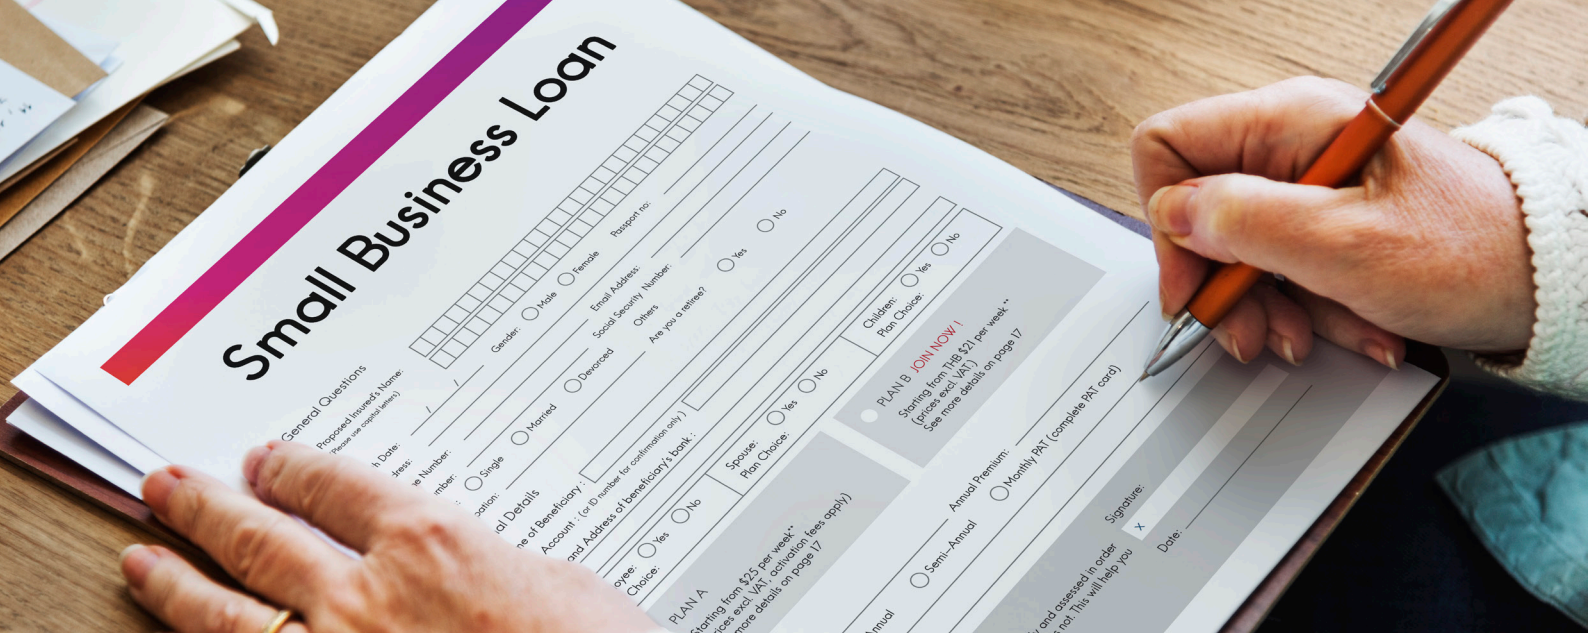 Small Business Loan
General Questions
Proposed Insured's Name:
(Please use capital letters)
Gender: Male Female Passport no:
Email Address:
Social Security Number:
Single Married Devorced Others
Are you a retiree? Yes No
Beneficiary :
Account : (or ID number for confirmation only )
and Address of beneficiary's bank :
Yes No
Choice:
Spouse: Yes No
Plan Choice:
Children: Yes No
Plan Choice:
PLAN A
Starting from $25 per week**
prices excl. VAT, activation fees apply)
more details on page 17
PLAN B JOIN NOW !
Starting from THB $21 per week**
(prices excl. VAT)
See more details on page 17
Semi-Annual Annual Premium:
Monthly PAT (complete PAT card)
Signature:
X
Date:
and assessed in order
not. This will help you